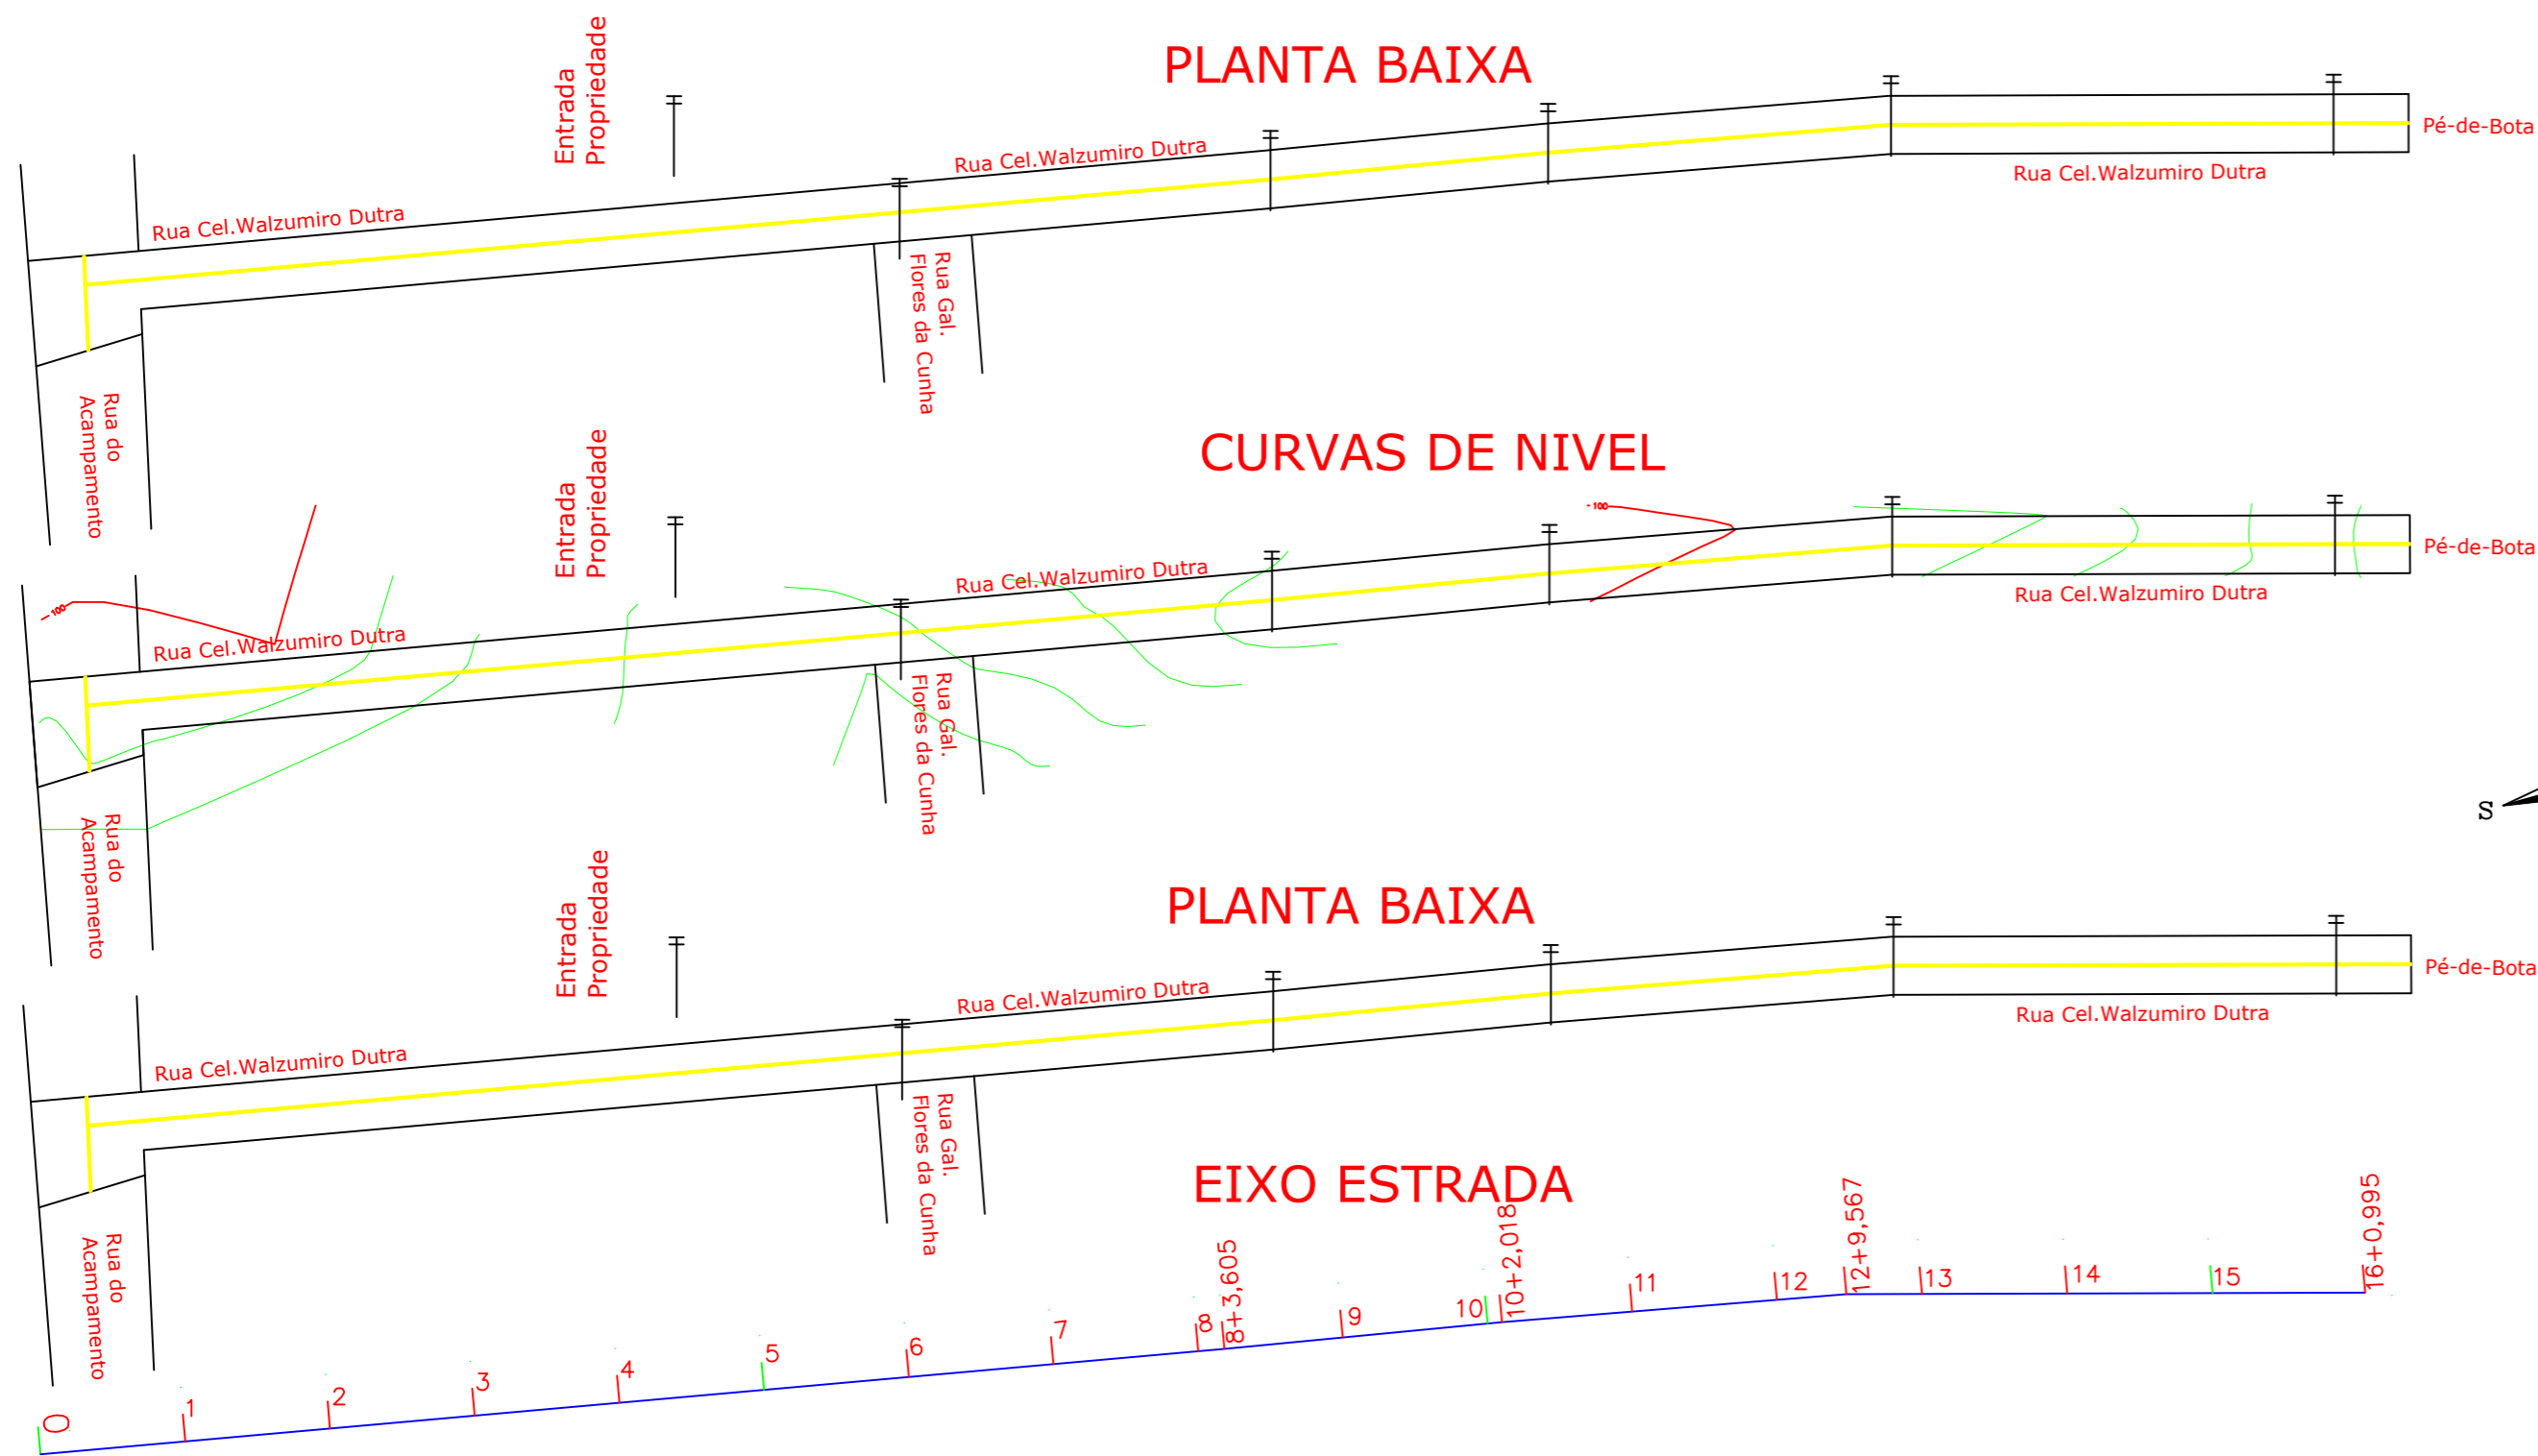 PLANTA BAIXA
Entrada
Propriedade
Rua Cel.Walzumiro Dutra
Rua Cel.Walzumiro Dutra
Rua Cel.Walzumiro Dutra
Pé-de-Bota
Rua Gal.
Flores da Cunha
Rua do
Acampamento
CURVAS DE NIVEL
Entrada
Propriedade
-100
-100
Rua Cel.Walzumiro Dutra
Rua Cel.Walzumiro Dutra
Rua Cel.Walzumiro Dutra
Pé-de-Bota
Rua Gal.
Flores da Cunha
Rua do
Acampamento
S
PLANTA BAIXA
Entrada
Propriedade
Rua Cel.Walzumiro Dutra
Rua Cel.Walzumiro Dutra
Rua Cel.Walzumiro Dutra
Pé-de-Bota
Rua Gal.
Flores da Cunha
Rua do
Acampamento
EIXO ESTRADA
0
1
2
3
4
5
6
7
8
8+3,605
9
10
10+2,018
11
12
12+9,567
13
14
15
16+0,995